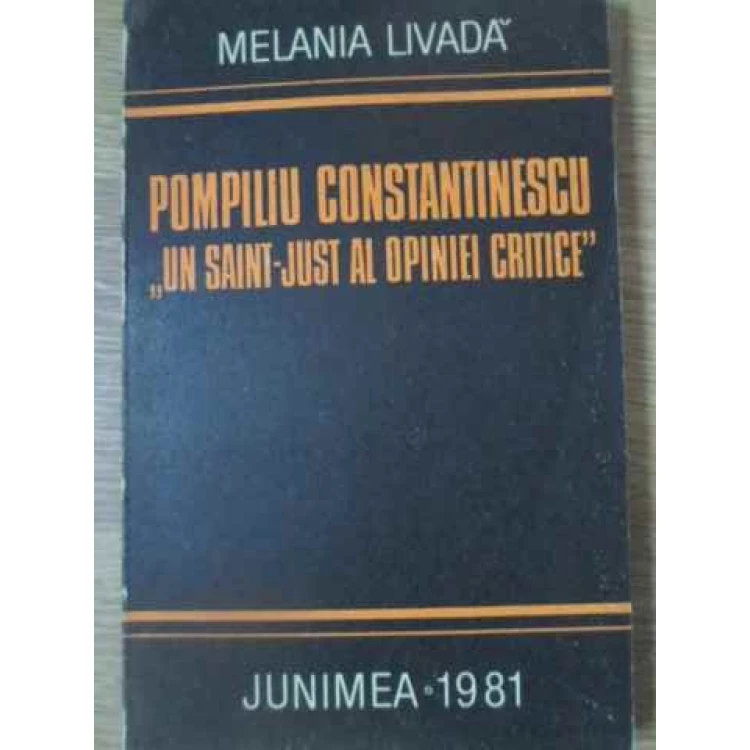 MELANIA LIVADĂ
POMPILIU CONSTANTINESCU
„UN SAINT-JUST AL OPINIEI CRITICE”
JUNIMEA • 1981